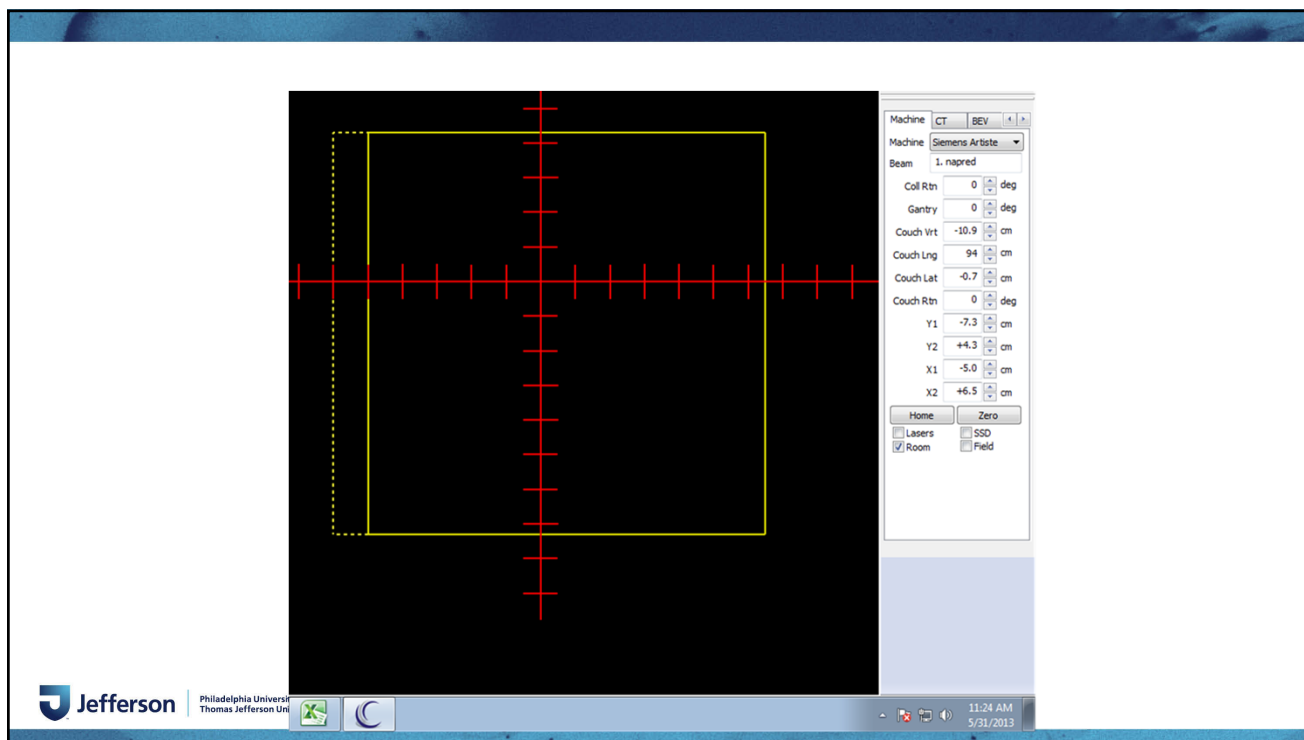 Machine CT BEV
Machine Siemens Artiste
Beam 1. napred
Coll Rtn 0 deg
Gantry 0 deg
Couch Vrt -10.9 cm
Couch Lng 94 cm
Couch Lat -0.7 cm
Couch Rtn 0 deg
Y1 -7.3 cm
Y2 +4.3 cm
X1 -5.0 cm
X2 +6.5 cm
Home Zero
Lasers SSD
Room Field
Jefferson
Philadelphia Universit
Thomas Jefferson Uni
11:24 AM
5/31/2013